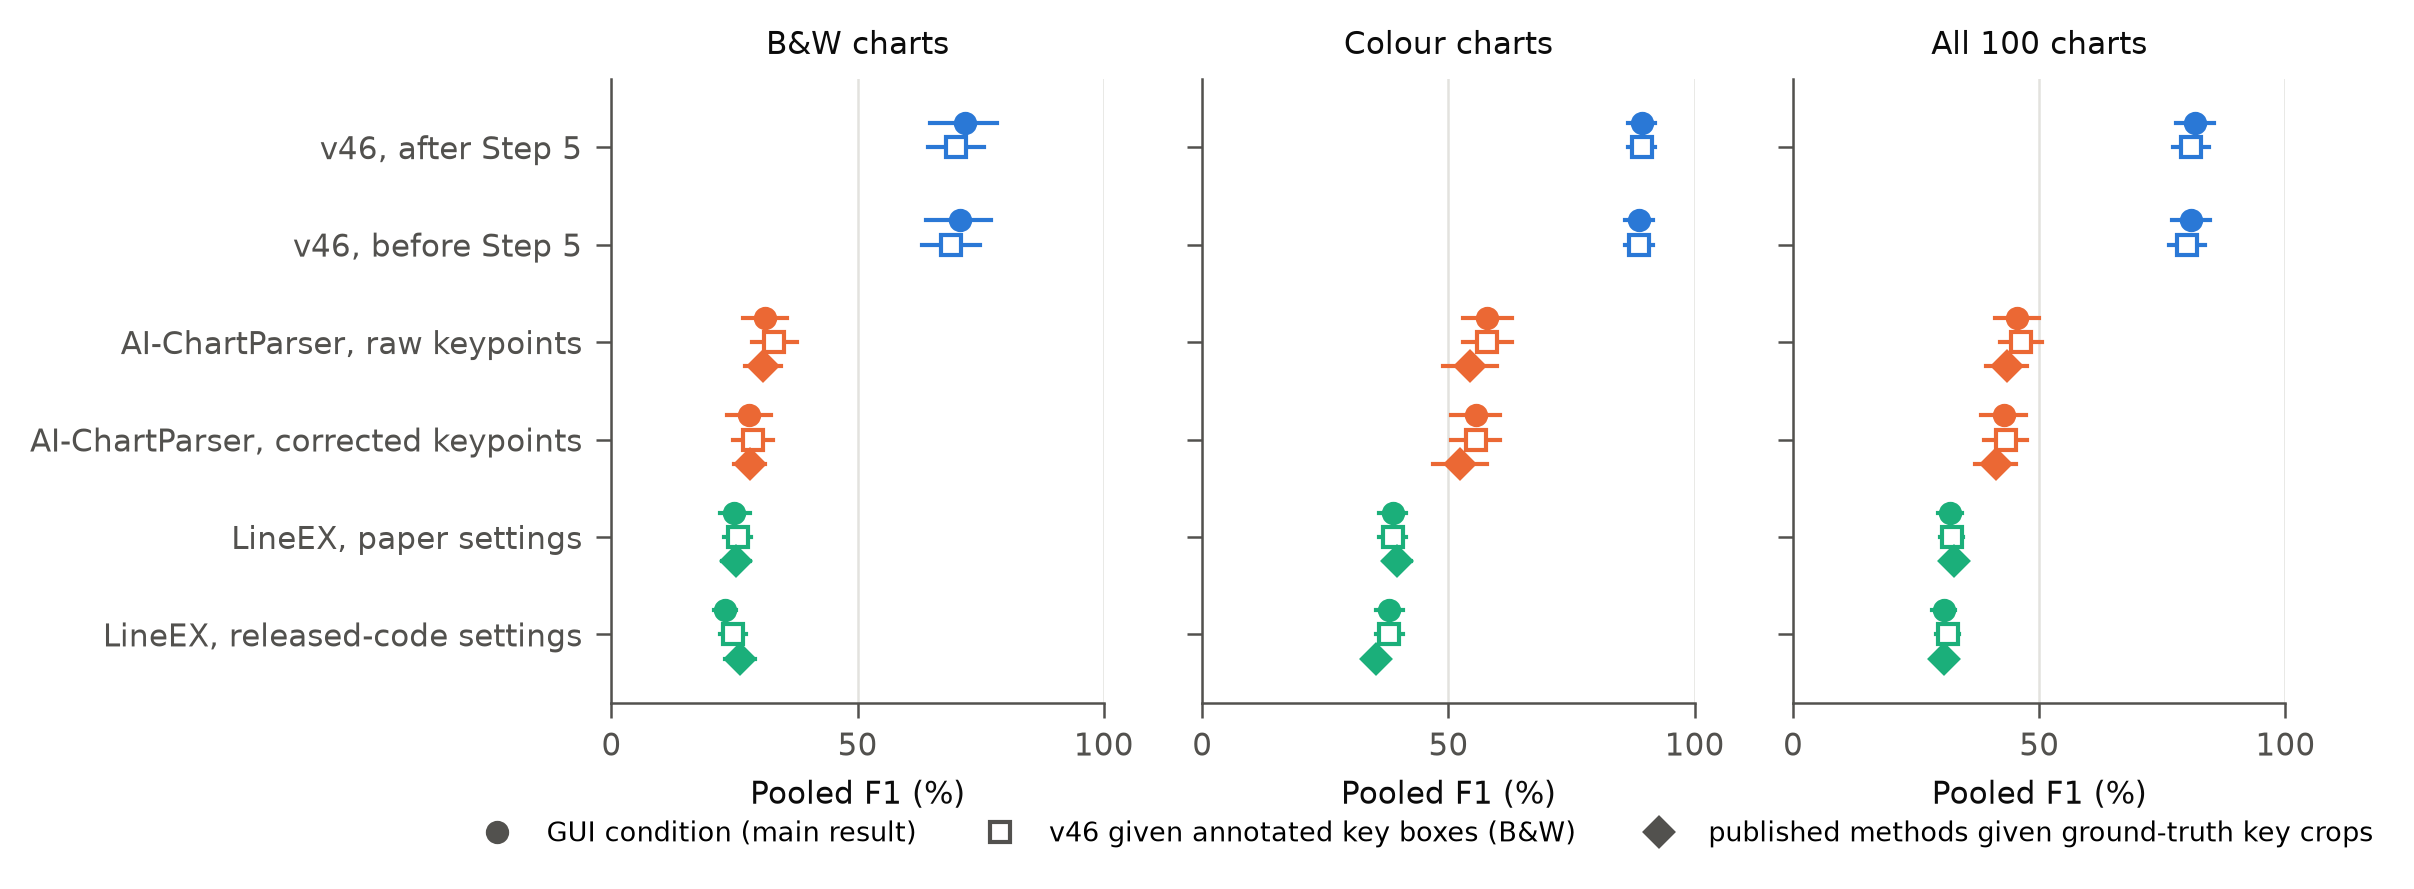 B&W charts
Colour charts
All 100 charts
v46, after Step 5
v46, before Step 5
AI-ChartParser, raw keypoints
AI-ChartParser, corrected keypoints
LineEX, paper settings
LineEX, released-code settings
0 50 100
0 50 100
0 50 100
Pooled F1 (%)
Pooled F1 (%)
Pooled F1 (%)
GUI condition (main result)
v46 given annotated key boxes (B&W)
published methods given ground-truth key crops